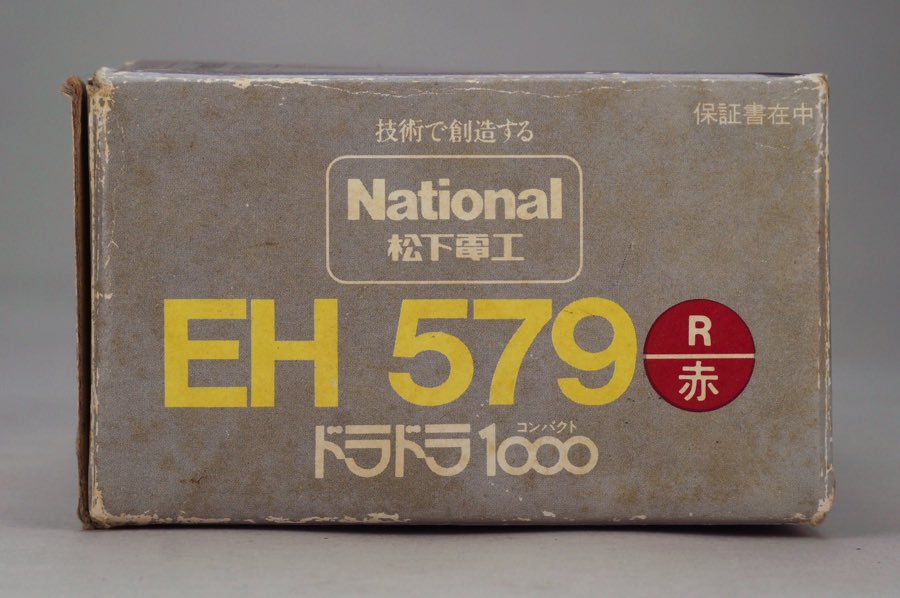 保証書在中
技術で創造する
National
松下電工
EH 579
R
赤
コンパクト
ドラドラ1000